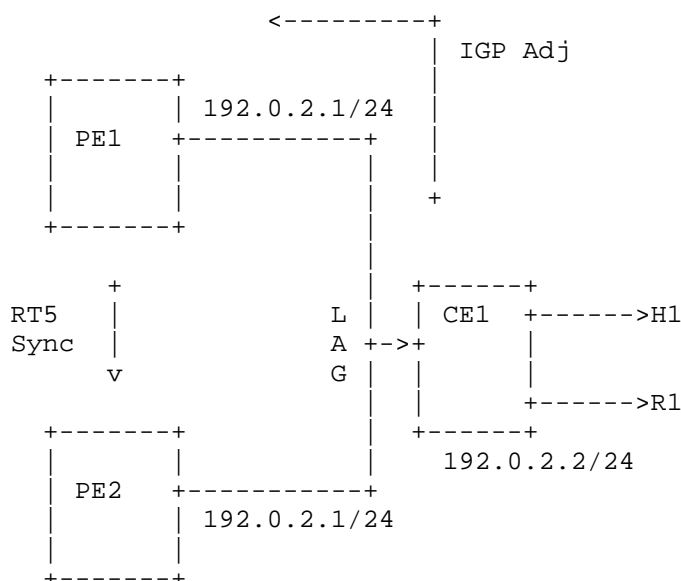 IGP Adj
192.0.2.1/24
PE1
RT5 L CE1 H1
Sync A
v G
R1
192.0.2.2/24
PE2
192.0.2.1/24